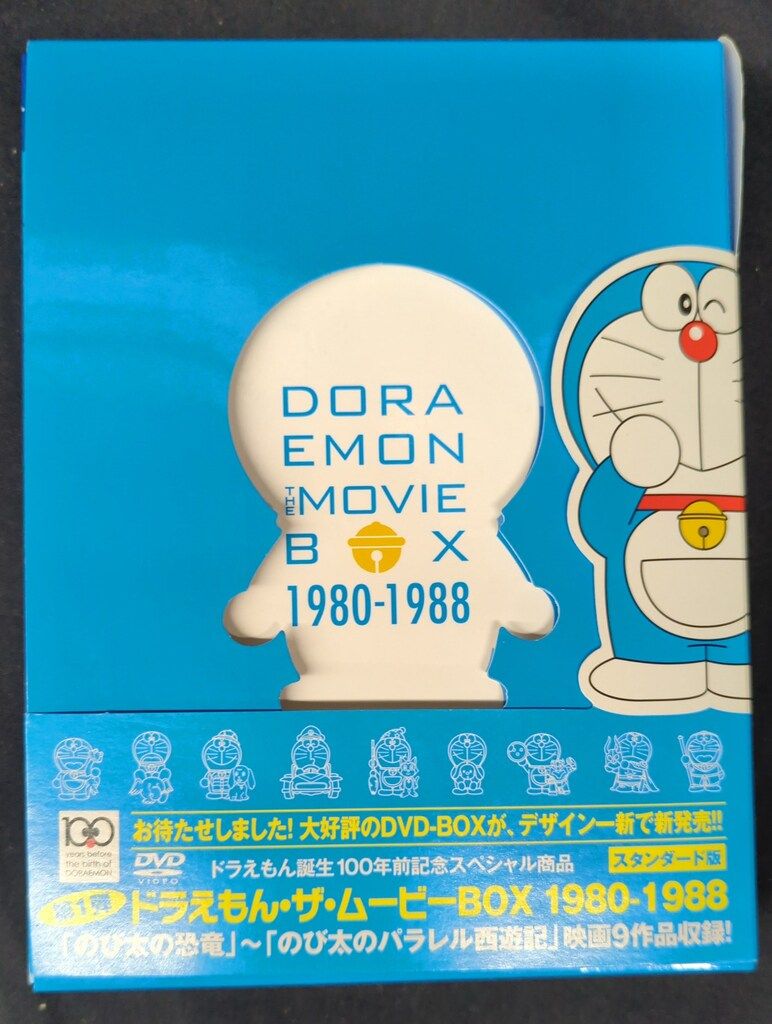 DORA
EMON
THE MOVIE
BOX
1980-1988
100
years before
the birth of
DORAEMON
お待たせしました!大好評のDVD-BOXが、デザイン一新で新発売!!
DVD
VIDEO
ドラえもん誕生100年前記念スペシャル商品
スタンダード版
映画
ドラえもん・ザ・ムービーBOX 1980-1988
「のび太の恐竜」~「のび太のパラレル西遊記」映画9作品収録!